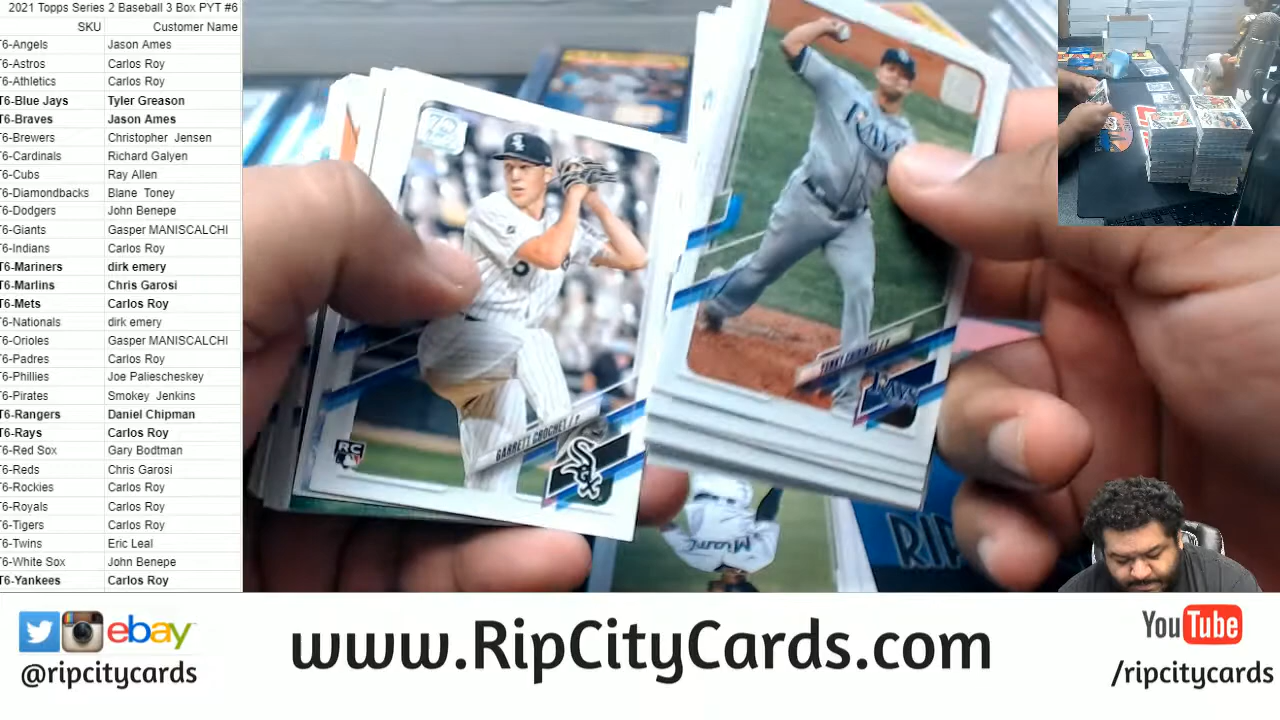 2021 Topps Series 2 Baseball 3 Box PYT #6
SKU Customer Name
T6-Angels Jason Ames
T6-Astros Carlos Roy
T6-Athletics Carlos Roy
T6-Blue Jays Tyler Greason
T6-Braves Jason Ames
T6-Brewers Christopher Jensen
T6-Cardinals Richard Galyen
T6-Cubs Ray Allen
T6-Diamondbacks Blane Toney
T6-Dodgers John Benepe
T6-Giants Gasper MANISCALCHI
T6-Indians Carlos Roy
T6-Mariners dirk emery
T6-Marlins Chris Garosi
T6-Mets Carlos Roy
T6-Nationals dirk emery
T6-Orioles Gasper MANISCALCHI
T6-Padres Carlos Roy
T6-Phillies Joe Paliescheskey
T6-Pirates Smokey Jenkins
T6-Rangers Daniel Chipman
T6-Rays Carlos Roy
T6-Red Sox Gary Bodtman
T6-Reds Chris Garosi
T6-Rockies Carlos Roy
T6-Royals Carlos Roy
T6-Tigers Carlos Roy
T6-Twins Eric Leal
T6-White Sox John Benepe
T6-Yankees Carlos Roy
RAYS
GARRETT CROCHET
RC
Sox
RAYS
Miami
RIP
ebay
@ripcitycards
www.RipCityCards.com
YouTube
/ripcitycards